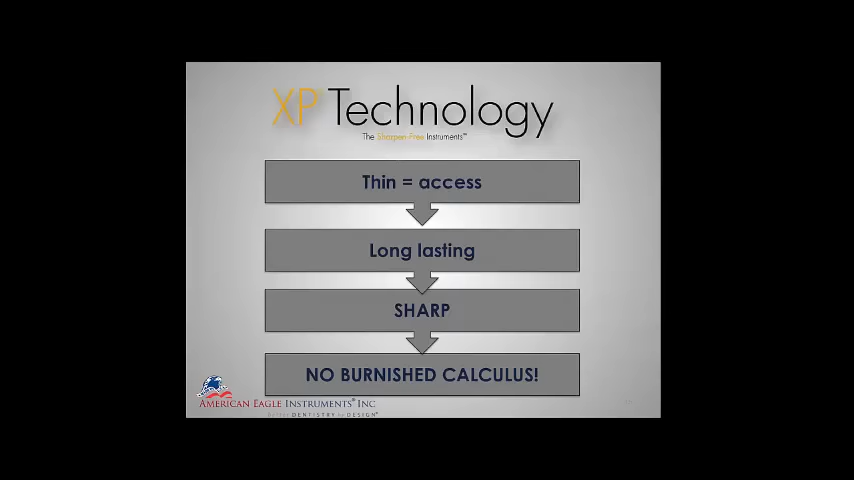 XP Technology
The Sharpen-Free Instruments™
Thin = access
Long lasting
SHARP
NO BURNISHED CALCULUS!
AMERICAN EAGLE INSTRUMENTS® INC
BETTER DENTISTRY BY DESIGN®